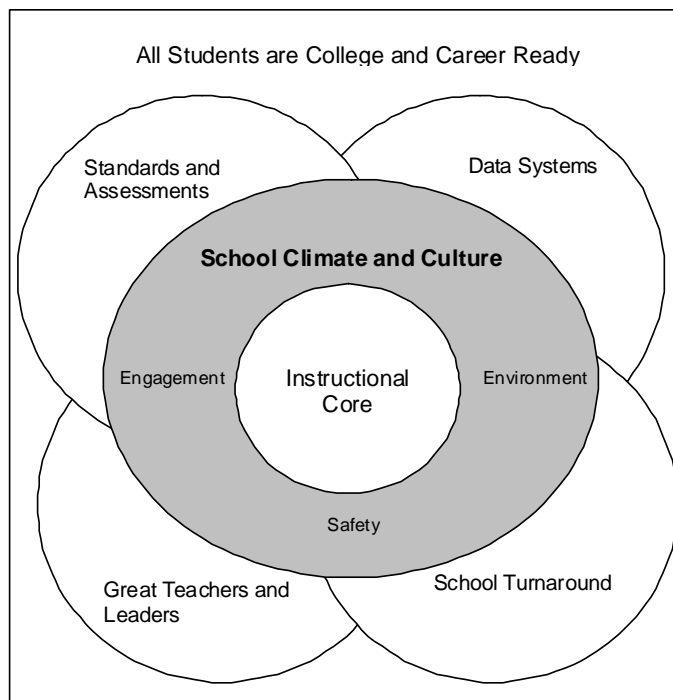 All Students are College and Career Ready
Standards and
Assessments
Data Systems
School Climate and Culture
Engagement
Instructional
Core
Environment
Safety
Great Teachers and
Leaders
School Turnaround